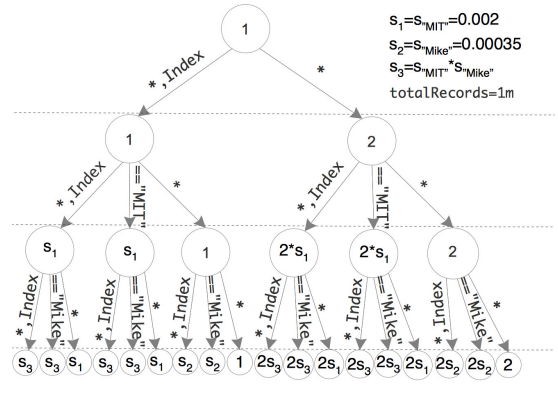 1
s₁=s"MIT"=0.002
s₂=s"Mike"=0.00035
s₃=s"MIT"*s"Mike"
totalRecords=1m
*,Index
*
1
2
*,Index
=="MIT"
*
*,Index
=="MIT"
*
s₁
s₁
1
2*s₁
2*s₁
2
*,Index
=="Mike"
*
*,Index
=="Mike"
*
*,Index
=="Mike"
*
*,Index
=="Mike"
*
*,Index
=="Mike"
*
*,Index
=="Mike"
*
s₃ s₃ s₁ s₃ s₃ s₁ s₂ s₂ 1 2s₃ 2s₃ 2s₁ 2s₃ 2s₃ 2s₁ 2s₂ 2s₂ 2